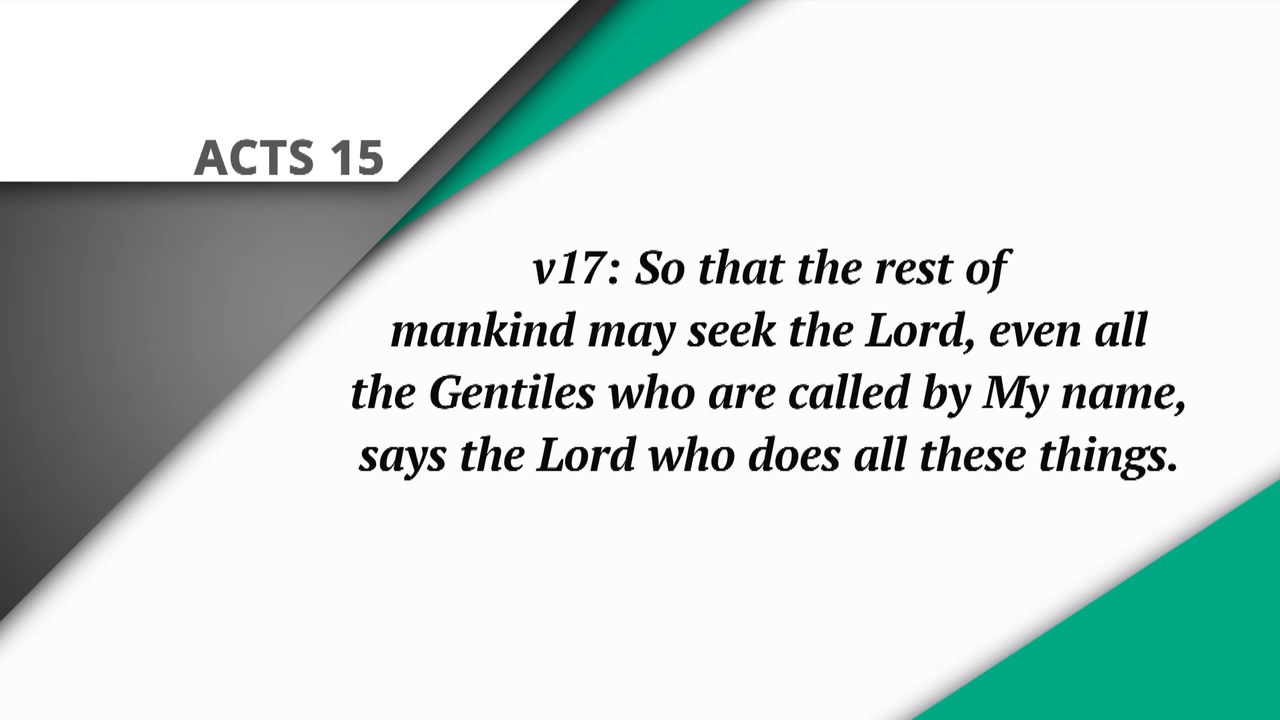 ACTS 15
v17: So that the rest of
mankind may seek the Lord, even all
the Gentiles who are called by My name,
says the Lord who does all these things.